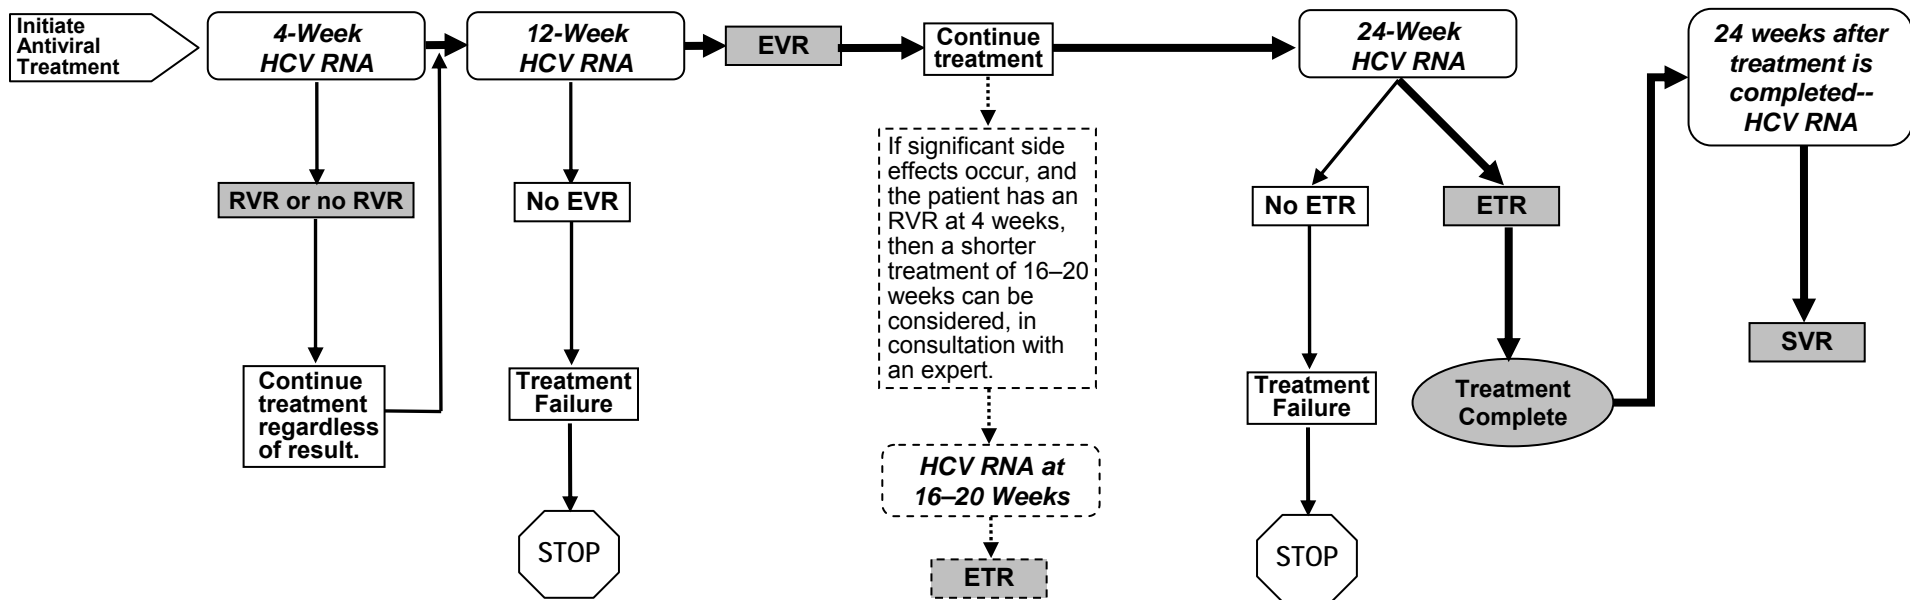 Initiate
Antiviral
Treatment
4-Week
HCV RNA
12-Week
HCV RNA
EVR
Continue
treatment
24-Week
HCV RNA
24 weeks after
treatment is
completed--
HCV RNA
RVR or no RVR
No EVR
If significant side
effects occur, and
the patient has an
RVR at 4 weeks,
then a shorter
treatment of 16–20
weeks can be
considered, in
consultation with
an expert.
No ETR
ETR
SVR
Continue
treatment
regardless
of result.
Treatment
Failure
Treatment
Failure
Treatment
Complete
HCV RNA at
16–20 Weeks
STOP
ETR
STOP